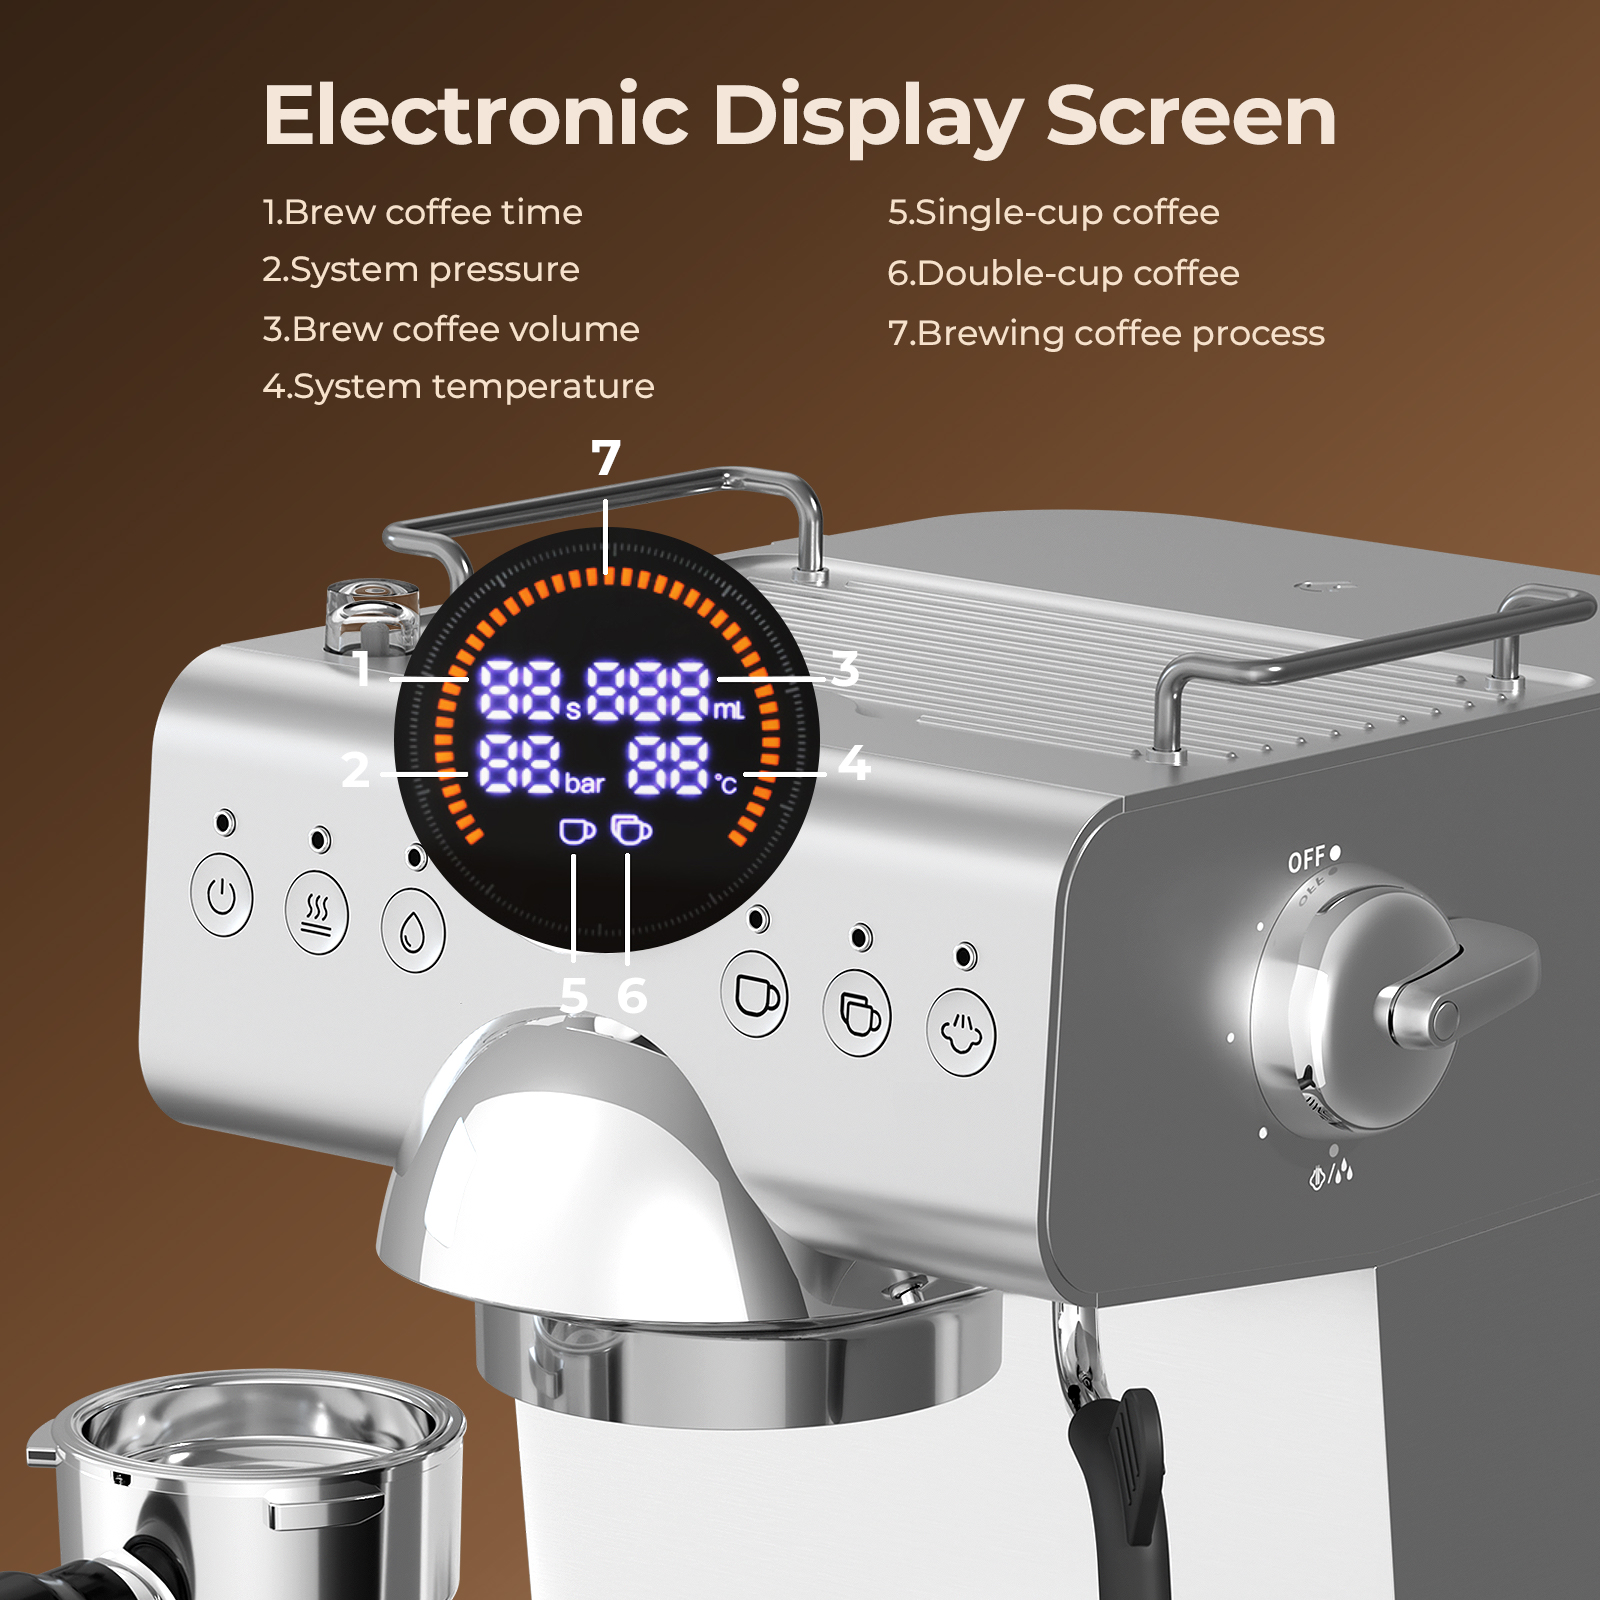 Electronic Display Screen
1.Brew coffee time
2.System pressure
3.Brew coffee volume
4.System temperature
5.Single-cup coffee
6.Double-cup coffee
7.Brewing coffee process
7
1
88 s 888 mL
3
2
88 bar 88 °C
4
5 6
OFF
OFF